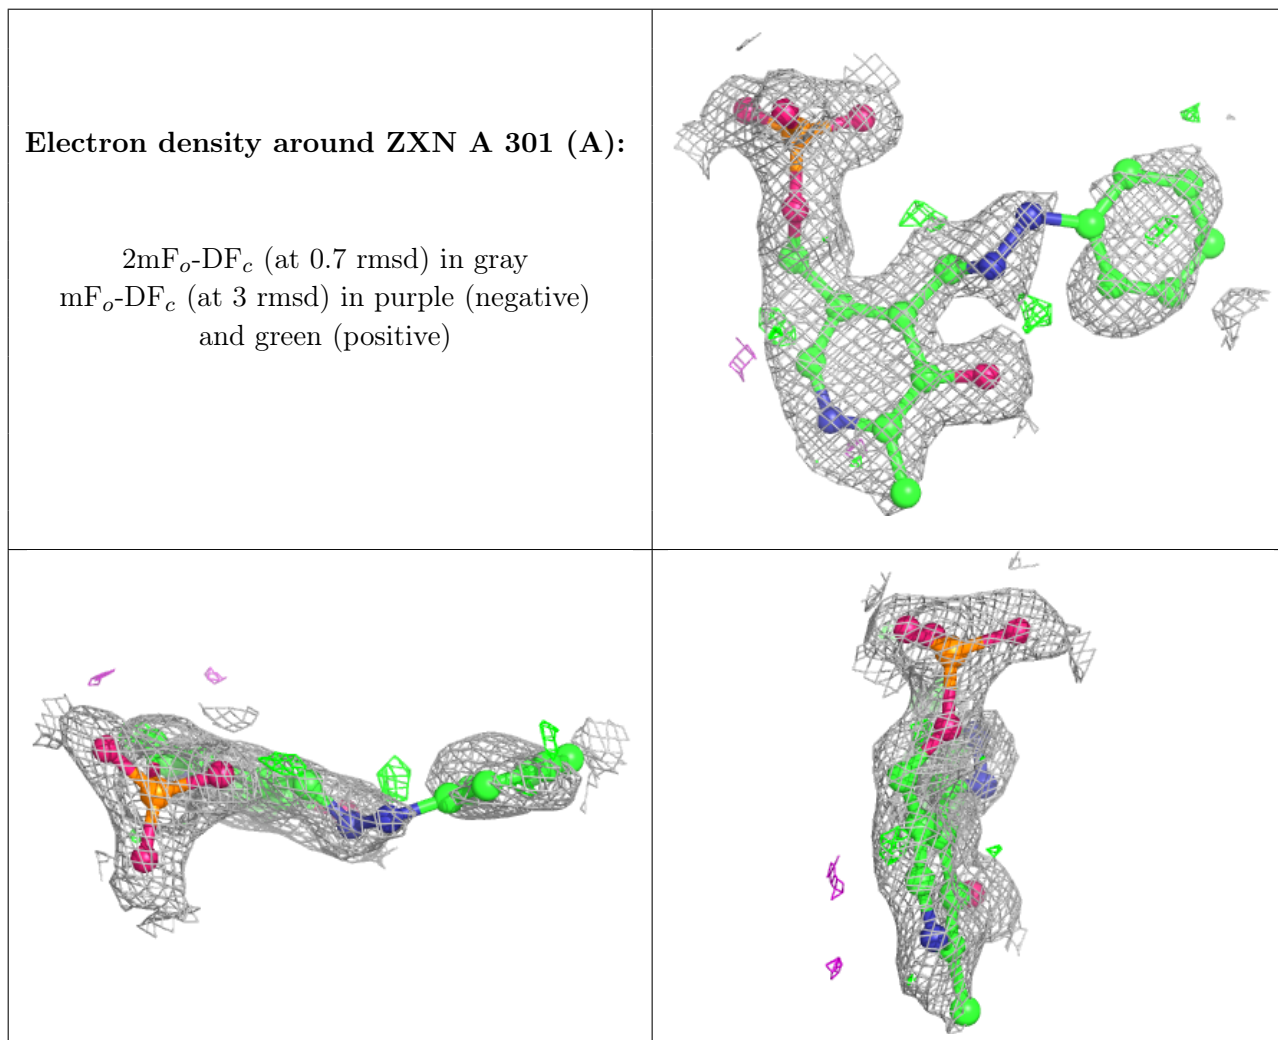 Electron density around ZXN A 301 (A):
2mFo-DFc (at 0.7 rmsd) in gray
mFo-DFc (at 3 rmsd) in purple (negative)
and green (positive)